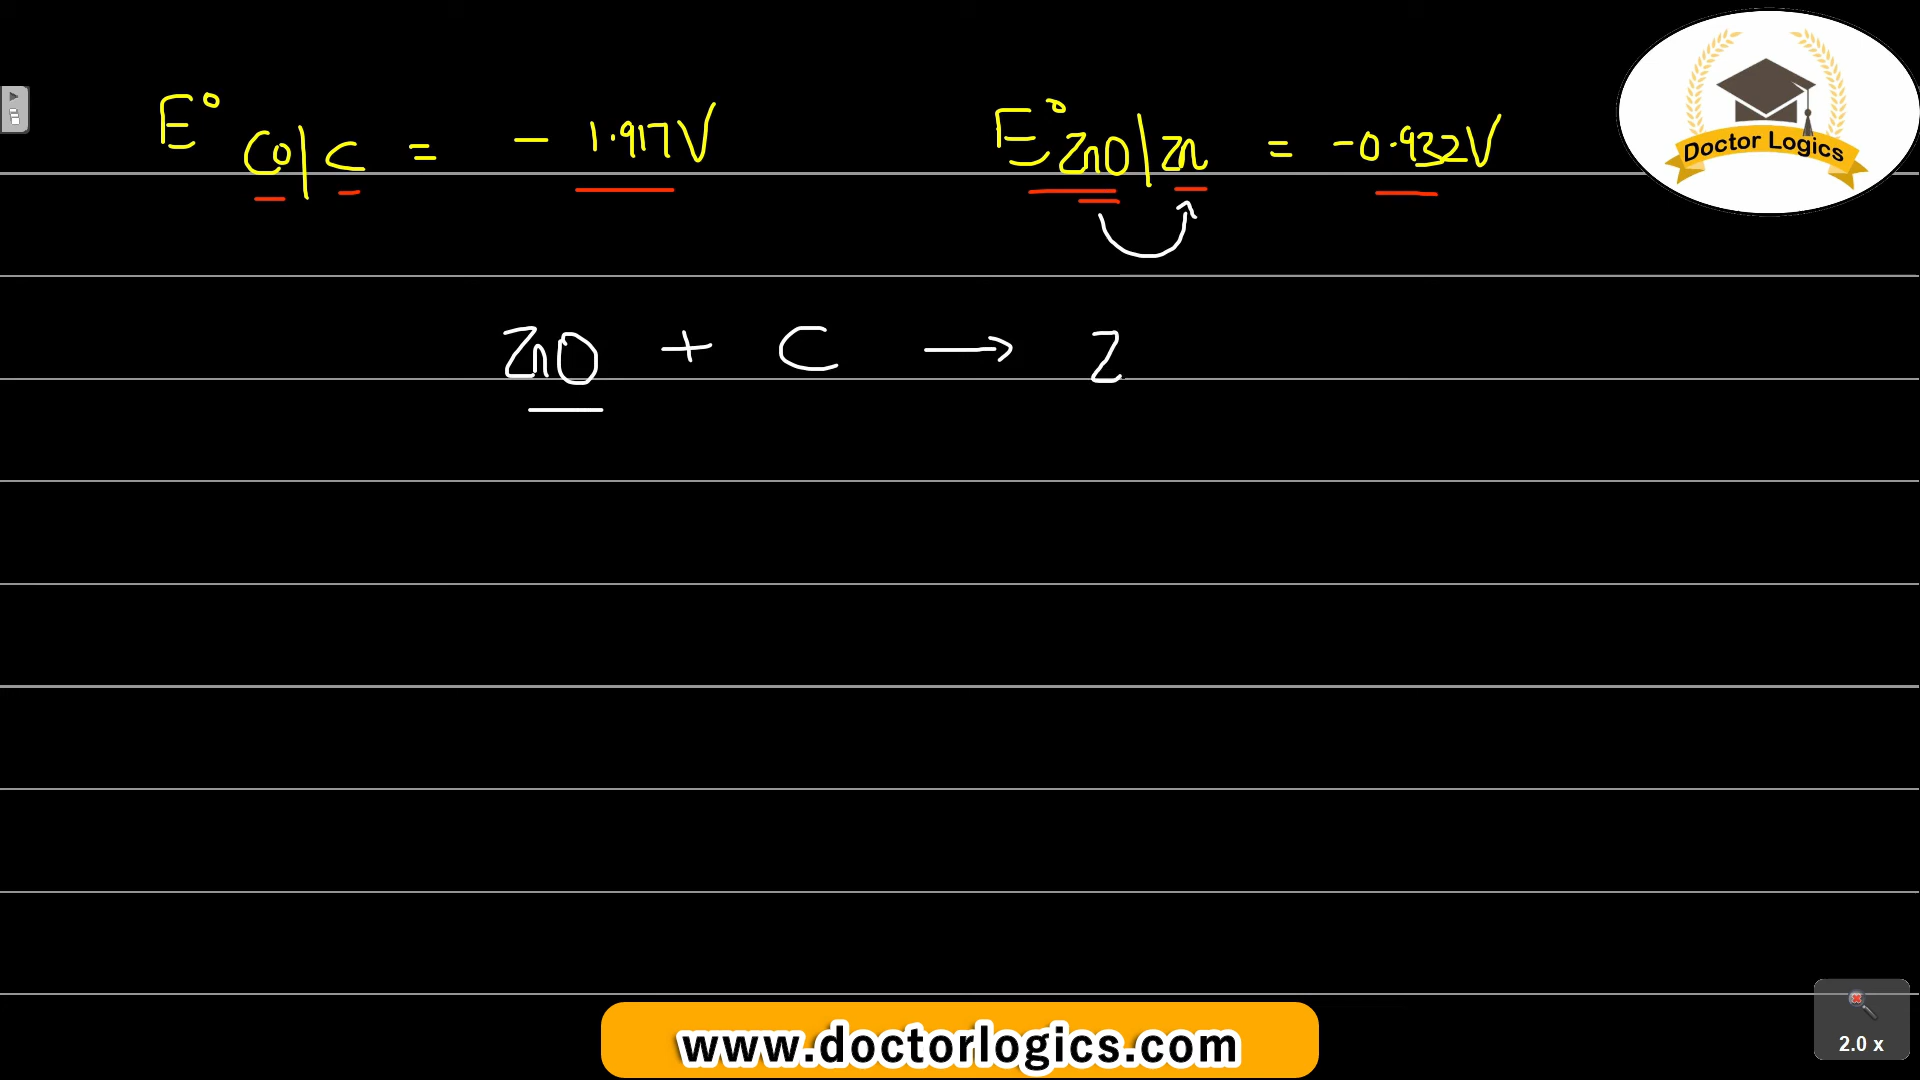 E° CO|C = - 1.917V
E° ZnO|Zn = -0.932V
Doctor Logics
ZnO + C → Z
www.doctorlogics.com
2.0 x